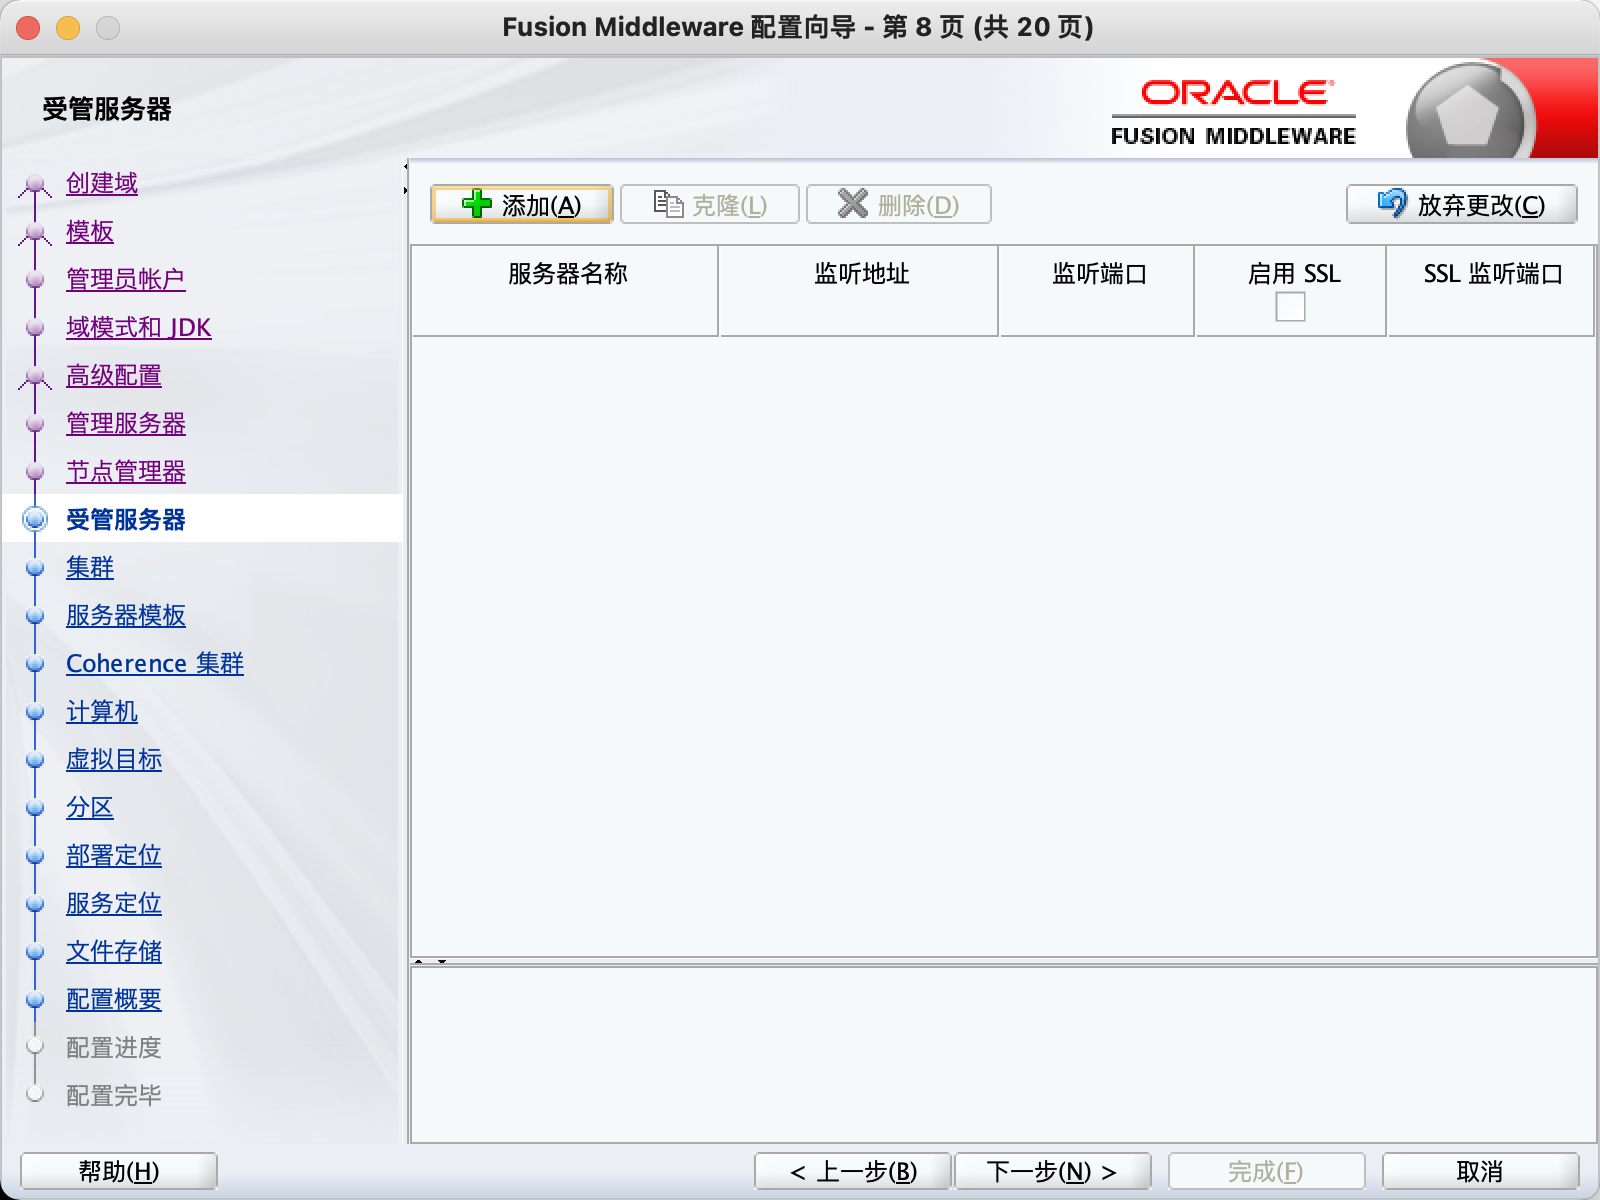 Fusion Middleware 配置向导 - 第 8 页 (共 20 页)
受管服务器
ORACLE
FUSION MIDDLEWARE
创建域
模板
管理员帐户
域模式和 JDK
高级配置
管理服务器
节点管理器
受管服务器
集群
服务器模板
Coherence 集群
计算机
虚拟目标
分区
部署定位
服务定位
文件存储
配置概要
配置进度
配置完毕
添加(A) 克隆(L) 删除(D) 放弃更改(C)
服务器名称 监听地址 监听端口 启用 SSL SSL 监听端口
帮助(H) < 上一步(B) 下一步(N) > 完成(F) 取消